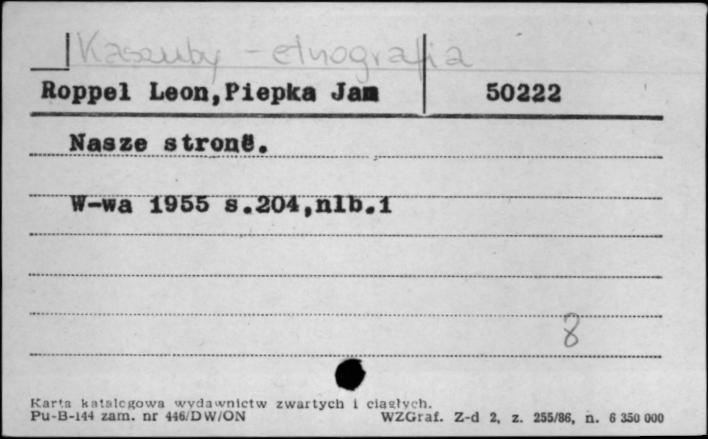 Kaszuby - etnografia
Roppel Leon,Piepka Jan 50222
Nasze stronë.
W-wa 1955 s.204,nlb.1
8
Karta katalogowa wydawnictw zwartych i ciągłych.
Pu-B-144 zam. nr 446/DW/ON WZGraf. Z-d 2, z. 255/86, n. 6 350 000